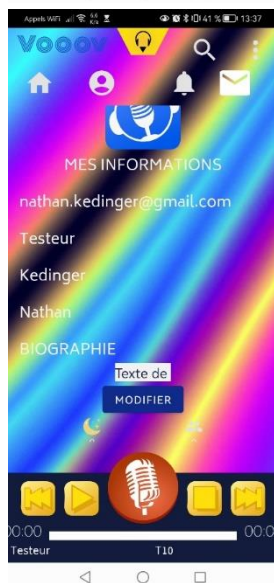 Appels WiFi 41 % 13:37
Vooov
MES INFORMATIONS
nathan.kedinger@gmail.com
Testeur
Kedinger
Nathan
BIOGRAPHIE
Texte de
MODIFIER
00:00 00:0
Testeur T10